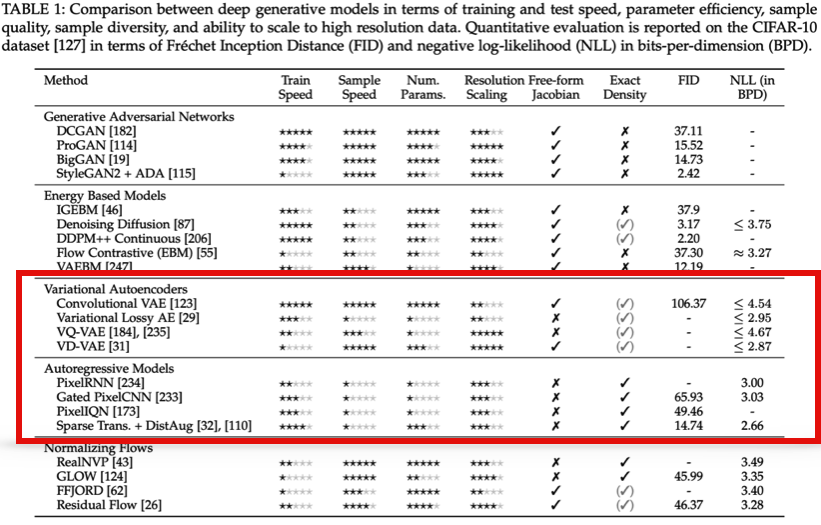 TABLE 1: Comparison between deep generative models in terms of training and test speed, parameter efficiency, sample
quality, sample diversity, and ability to scale to high resolution data. Quantitative evaluation is reported on the CIFAR-10
dataset [127] in terms of Fréchet Inception Distance (FID) and negative log-likelihood (NLL) in bits-per-dimension (BPD).
Method Train Speed Sample Speed Num. Params. Resolution Scaling Free-form Jacobian Exact Density FID NLL (in BPD)
Generative Adversarial Networks
DCGAN [182] ★★★★★ ★★★★★ ★★★★★ ★★★☆☆ ✓ ✗ 37.11 -
ProGAN [114] ★★★★☆ ★★★★★ ★★★★☆ ★★★★★ ✓ ✗ 15.52 -
BigGAN [19] ★★★★☆ ★★★★★ ★★★★★ ★★★★☆ ✓ ✗ 14.73 -
StyleGAN2 + ADA [115] ★☆☆☆☆ ★★★★★ ★★★☆☆ ★★★★★ ✓ ✗ 2.42 -
Energy Based Models
IGEBM [46] ★★★☆☆ ★★☆☆☆ ★★★★★ ★★★☆☆ ✓ ✗ 37.9 -
Denoising Diffusion [87] ★★★★★ ★★☆☆☆ ★★★☆☆ ★★★★☆ ✓ (✓) 3.17 ≤ 3.75
DDPM++ Continuous [206] ★★★★★ ★★☆☆☆ ★★★☆☆ ★★★★☆ ✓ (✓) 2.20 -
Flow Contrastive (EBM) [55] ★☆☆☆☆ ★★☆☆☆ ★★☆☆☆ ★★★☆☆ ✓ ✗ 37.30 ≈ 3.27
VAEBM [247] ★★☆☆☆ ★★★★☆ ★☆☆☆☆ ★★★★☆ ✓ ✗ 12.19 -
Variational Autoencoders
Convolutional VAE [123] ★★★★★ ★★★★★ ★★★★★ ★★☆☆☆ ✓ (✓) 106.37 ≤ 4.54
Variational Lossy AE [29] ★★★☆☆ ★☆☆☆☆ ★★☆☆☆ ★★☆☆☆ ✗ (✓) - ≤ 2.95
VQ-VAE [184], [235] ★★☆☆☆ ★★★☆☆ ★★☆☆☆ ★★★★★ ✗ (✓) - ≤ 4.67
VD-VAE [31] ★☆☆☆☆ ★★★★★ ★★★☆☆ ★★★★★ ✓ (✓) - ≤ 2.87
Autoregressive Models
PixelRNN [234] ★★☆☆☆ ★☆☆☆☆ ★☆☆☆☆ ★★★☆☆ ✗ ✓ - 3.00
Gated PixelCNN [233] ★★★☆☆ ★☆☆☆☆ ★★☆☆☆ ★★★☆☆ ✗ ✓ 65.93 3.03
PixelIQN [173] ★★★☆☆ ★☆☆☆☆ ★★☆☆☆ ★★★☆☆ ✗ ✓ 49.46 -
Sparse Trans. + DistAug [32], [110] ★★★★☆ ★☆☆☆☆ ★★★☆☆ ★★★☆☆ ✗ ✓ 14.74 2.66
Normalizing Flows
RealNVP [43] ★★☆☆☆ ★★★★★ ★★★★★ ★★★☆☆ ✗ ✓ - 3.49
GLOW [124] ★☆☆☆☆ ★★★★★ ★★☆☆☆ ★★★★☆ ✗ ✓ 45.99 3.35
FFJORD [62] ★☆☆☆☆ ★★★☆☆ ★★★★★ ★★☆☆☆ ✓ (✓) - 3.40
Residual Flow [26] ★★☆☆☆ ★★★★☆ ★★★★☆ ★★★★☆ ✓ (✓) 46.37 3.28